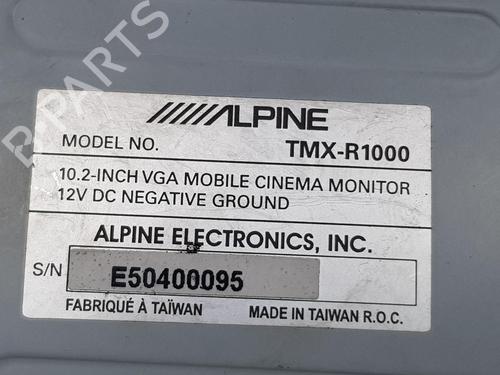 ALPINE
MODEL NO. TMX-R1000
10.2-INCH VGA MOBILE CINEMA MONITOR
12V DC NEGATIVE GROUND
ALPINE ELECTRONICS, INC.
S/N E50400095
FABRIQUÉ À TAÏWAN MADE IN TAIWAN R.O.C.
B-PARTS